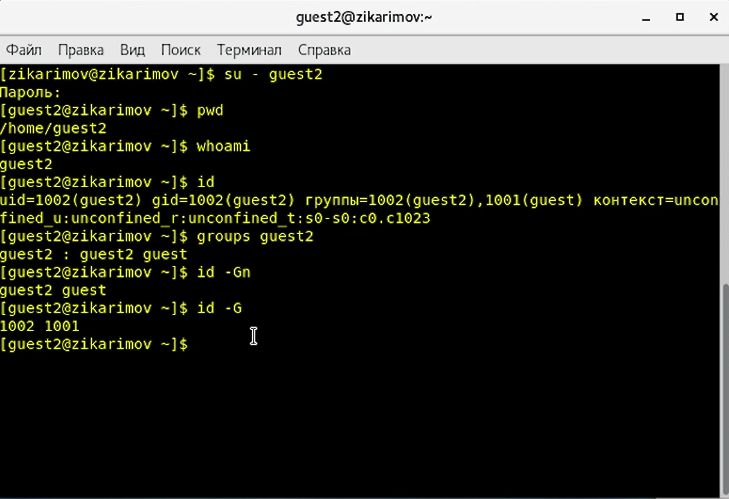 guest2@zikarimov:~
Файл Правка Вид Поиск Терминал Справка
[zikarimov@zikarimov ~]$ su - guest2
Пароль:
[guest2@zikarimov ~]$ pwd
/home/guest2
[guest2@zikarimov ~]$ whoami
guest2
[guest2@zikarimov ~]$ id
uid=1002(guest2) gid=1002(guest2) группы=1002(guest2),1001(guest) контекст=uncon
fined_u:unconfined_r:unconfined_t:s0-s0:c0.c1023
[guest2@zikarimov ~]$ groups guest2
guest2 : guest2 guest
[guest2@zikarimov ~]$ id -Gn
guest2 guest
[guest2@zikarimov ~]$ id -G
1002 1001
[guest2@zikarimov ~]$